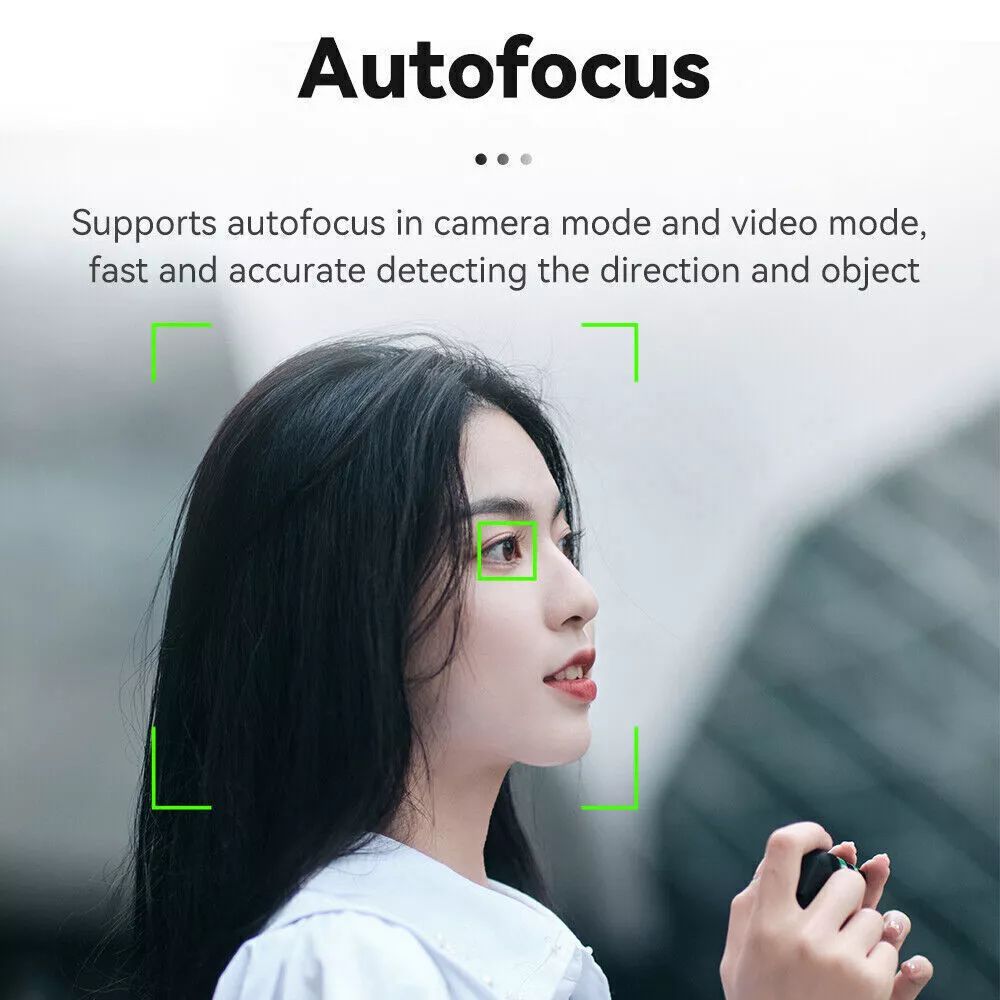 Autofocus
Supports autofocus in camera mode and video mode,
fast and accurate detecting the direction and object